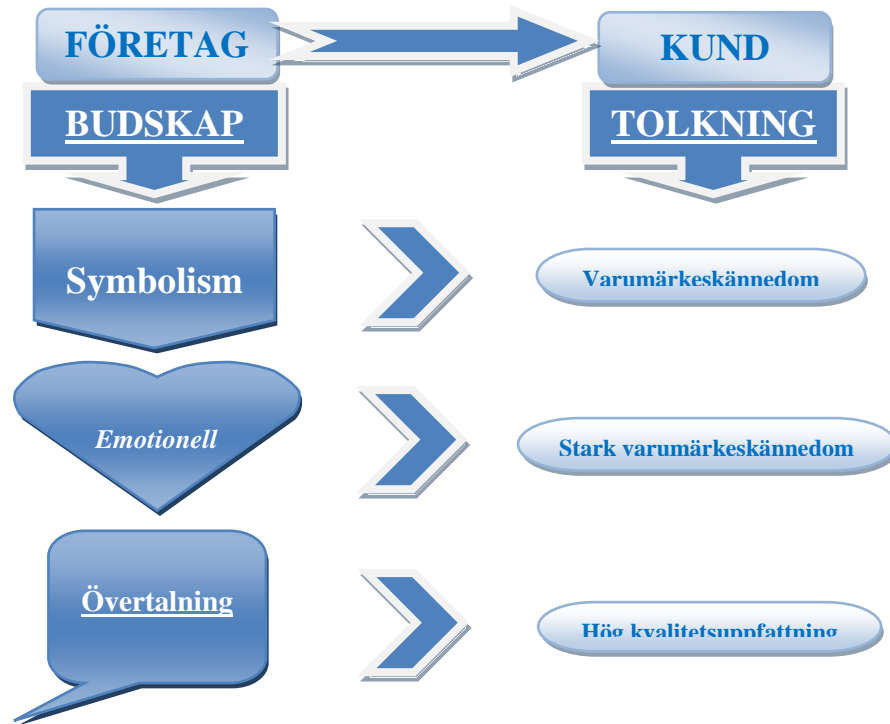 FÖRETAG
KUND
BUDSKAP
TOLKNING
Symbolism
Varumärkeskännedom
Emotionell
Stark varumärkeskännedom
Övertalning
Hög kvalitetsuppfattning